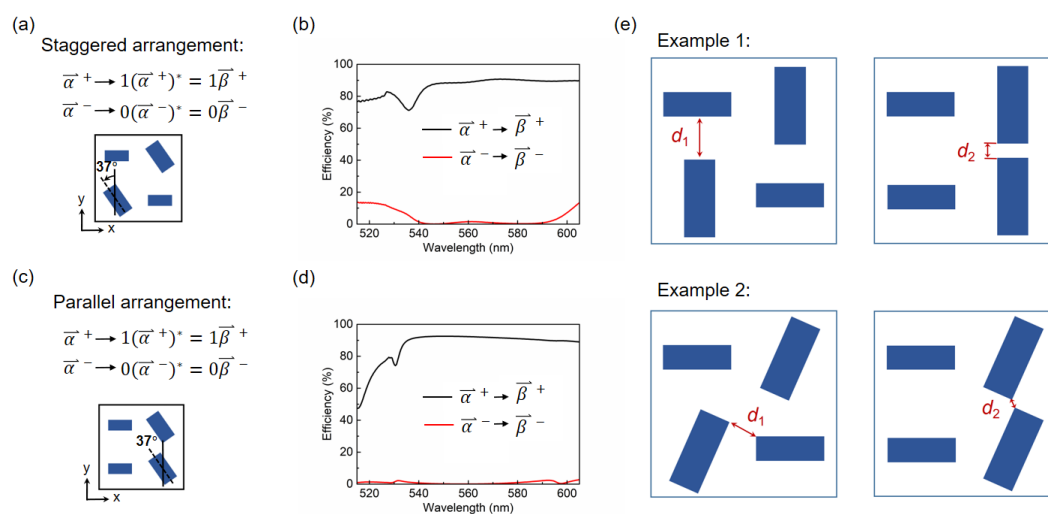 (a)
Staggered arrangement:
α⃗ ⁺ → 1(α⃗ ⁺)* = 1β⃗ ⁺
α⃗ ⁻ → 0(α⃗ ⁻)* = 0β⃗ ⁻
37°
y
x
(b)
100
80
60
40
20
0
Efficiency (%)
α⃗ ⁺ → β⃗ ⁺
α⃗ ⁻ → β⃗ ⁻
520 540 560 580 600
Wavelength (nm)
(c)
Parallel arrangement:
α⃗ ⁺ → 1(α⃗ ⁺)* = 1β⃗ ⁺
α⃗ ⁻ → 0(α⃗ ⁻)* = 0β⃗ ⁻
37°
y
x
(d)
100
80
60
40
20
0
Efficiency (%)
α⃗ ⁺ → β⃗ ⁺
α⃗ ⁻ → β⃗ ⁻
520 540 560 580 600
Wavelength (nm)
(e)
Example 1:
d₁
d₂
Example 2:
d₁
d₂